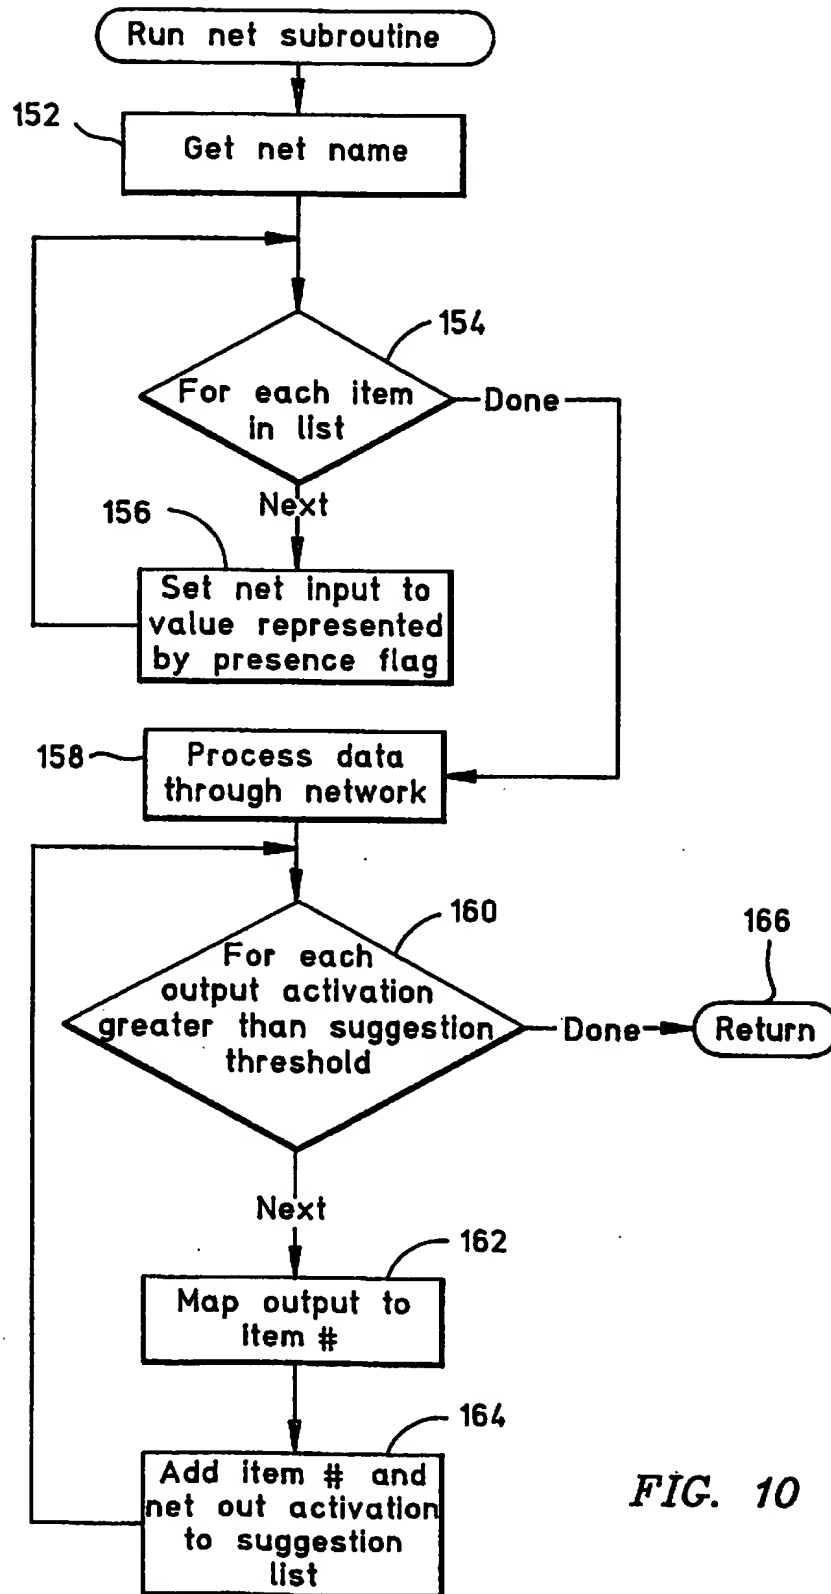 Run net subroutine
152
Get net name
154
For each item
in list
Done
Next
156
Set net input to
value represented
by presence flag
158
Process data
through network
160
For each
output activation
greater than suggestion
threshold
Done
166
Return
Next
162
Map output to
item #
164
Add item # and
net out activation
to suggestion
list
FIG. 10